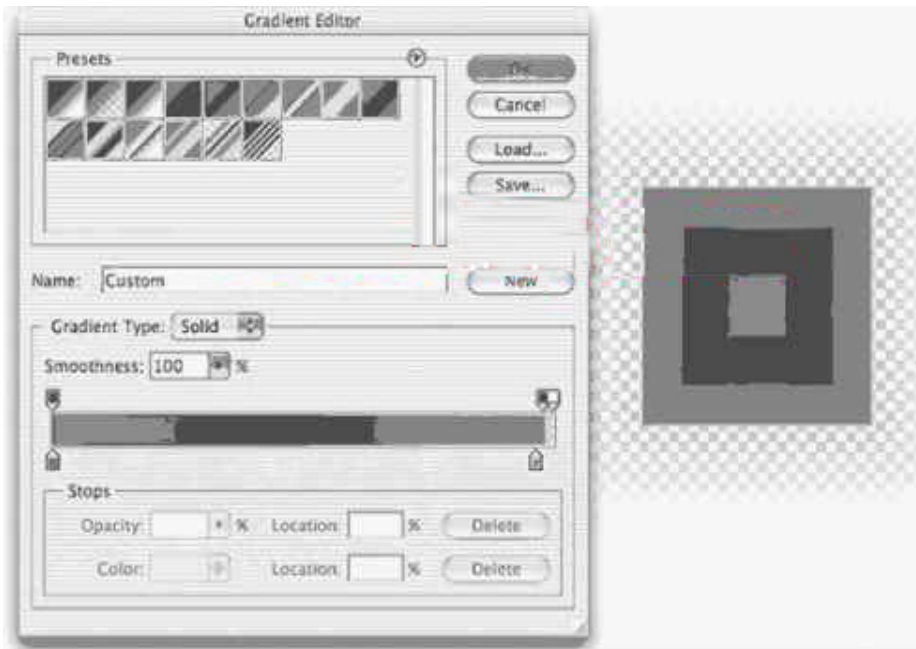 Gradient Editor
Presets
OK
Cancel
Load...
Save...
Name: Custom
New
Gradient Type: Solid
Smoothness: 100 %
Stops
Opacity: % Location: % Delete
Color: Location: % Delete